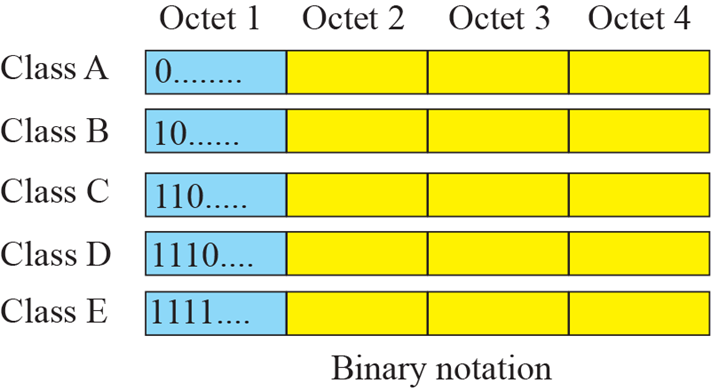 Octet 1 Octet 2 Octet 3 Octet 4
Class A 0........
Class B 10......
Class C 110.....
Class D 1110....
Class E 1111....
Binary notation